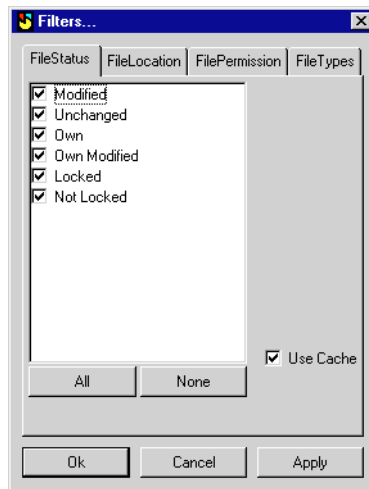 Filters...
FileStatus FileLocation FilePermission FileTypes
Modified
Unchanged
Own
Own Modified
Locked
Not Locked
Use Cache
All None
Ok Cancel Apply